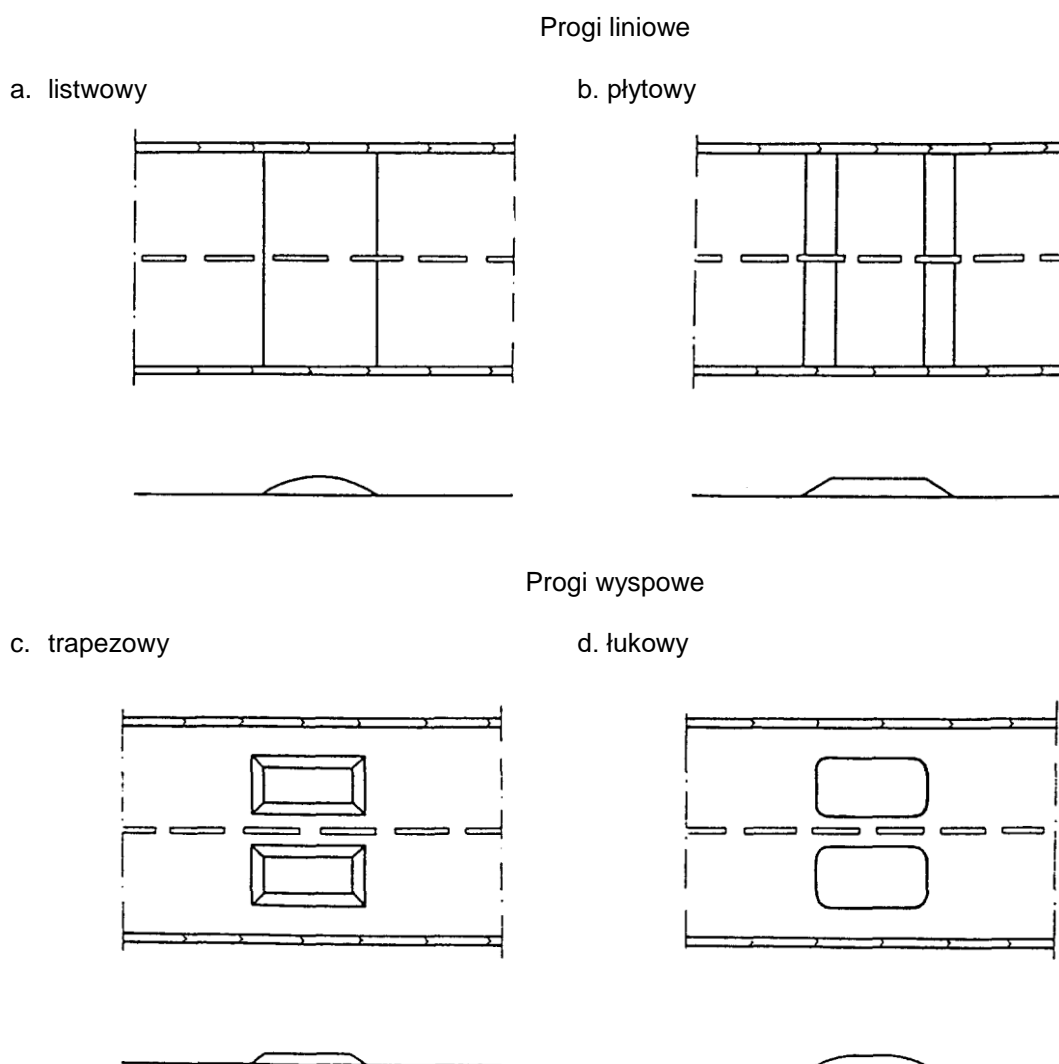 Progi liniowe
a. listwowy
b. płytowy
Progi wyspowe
c. trapezowy
d. łukowy